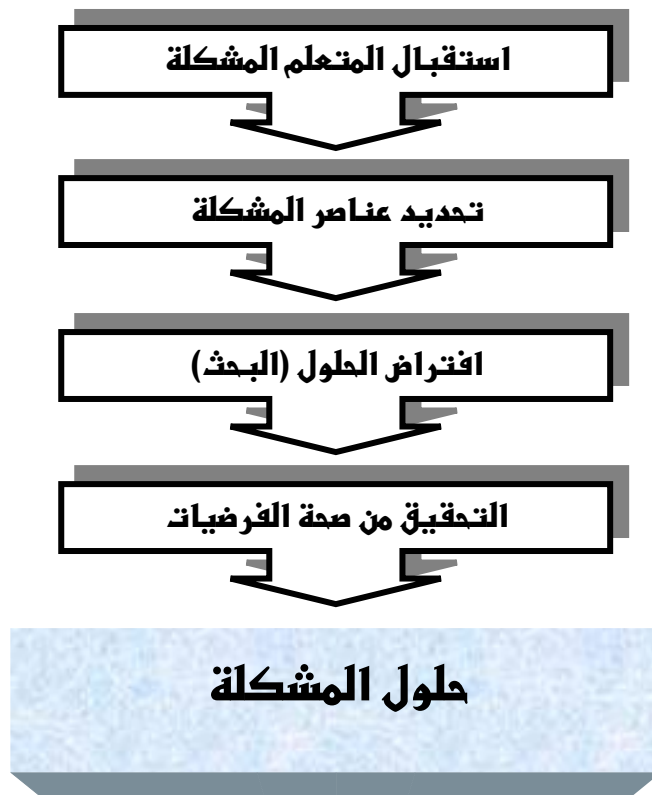 استقبال المتعلم المشكلة
تحديد عناصر المشكلة
افتراض الحلول (البحث)
التحقيق من صحة الفرضيات
حلول المشكلة